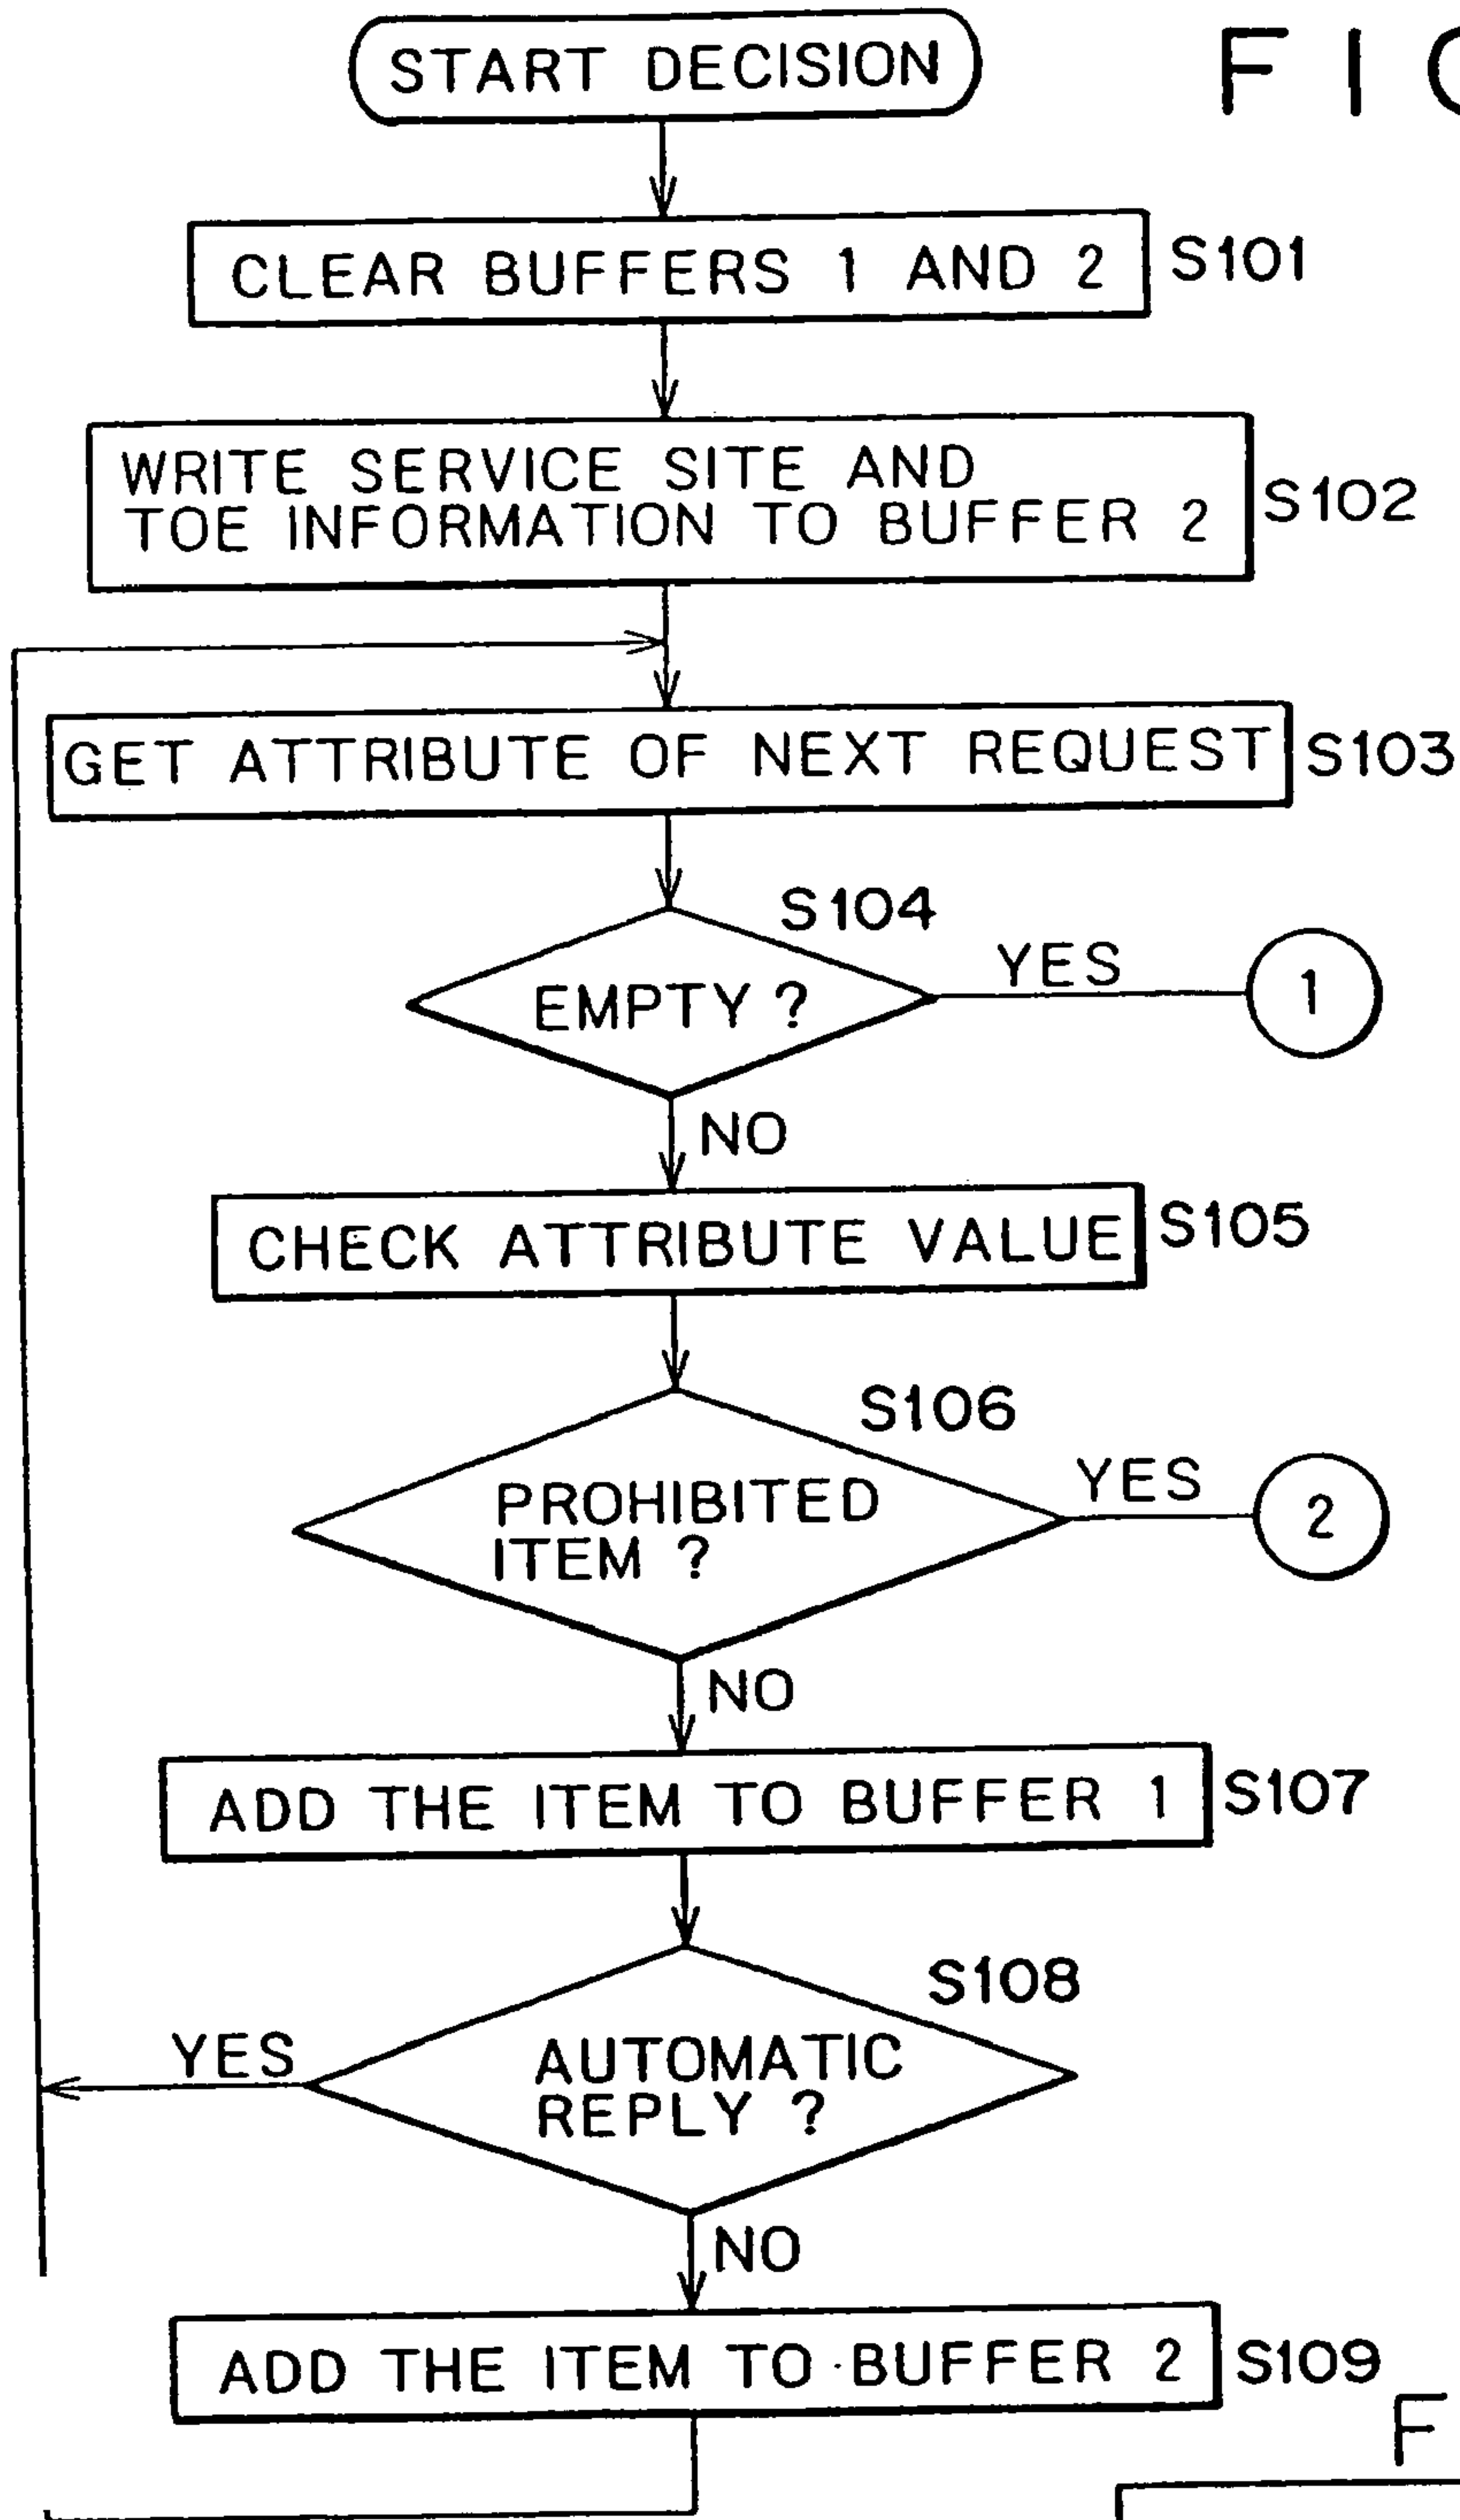 START DECISION
F I
CLEAR BUFFERS 1 AND 2
S101
WRITE SERVICE SITE AND
TOE INFORMATION TO BUFFER 2
S102
GET ATTRIBUTE OF NEXT REQUEST
S103
S104
EMPTY ?
YES
1
NO
CHECK ATTRIBUTE VALUE
S105
S106
PROHIBITED
ITEM ?
YES
2
NO
ADD THE ITEM TO BUFFER 1
S107
S108
AUTOMATIC
REPLY ?
YES
NO
ADD THE ITEM TO BUFFER 2
S109
F